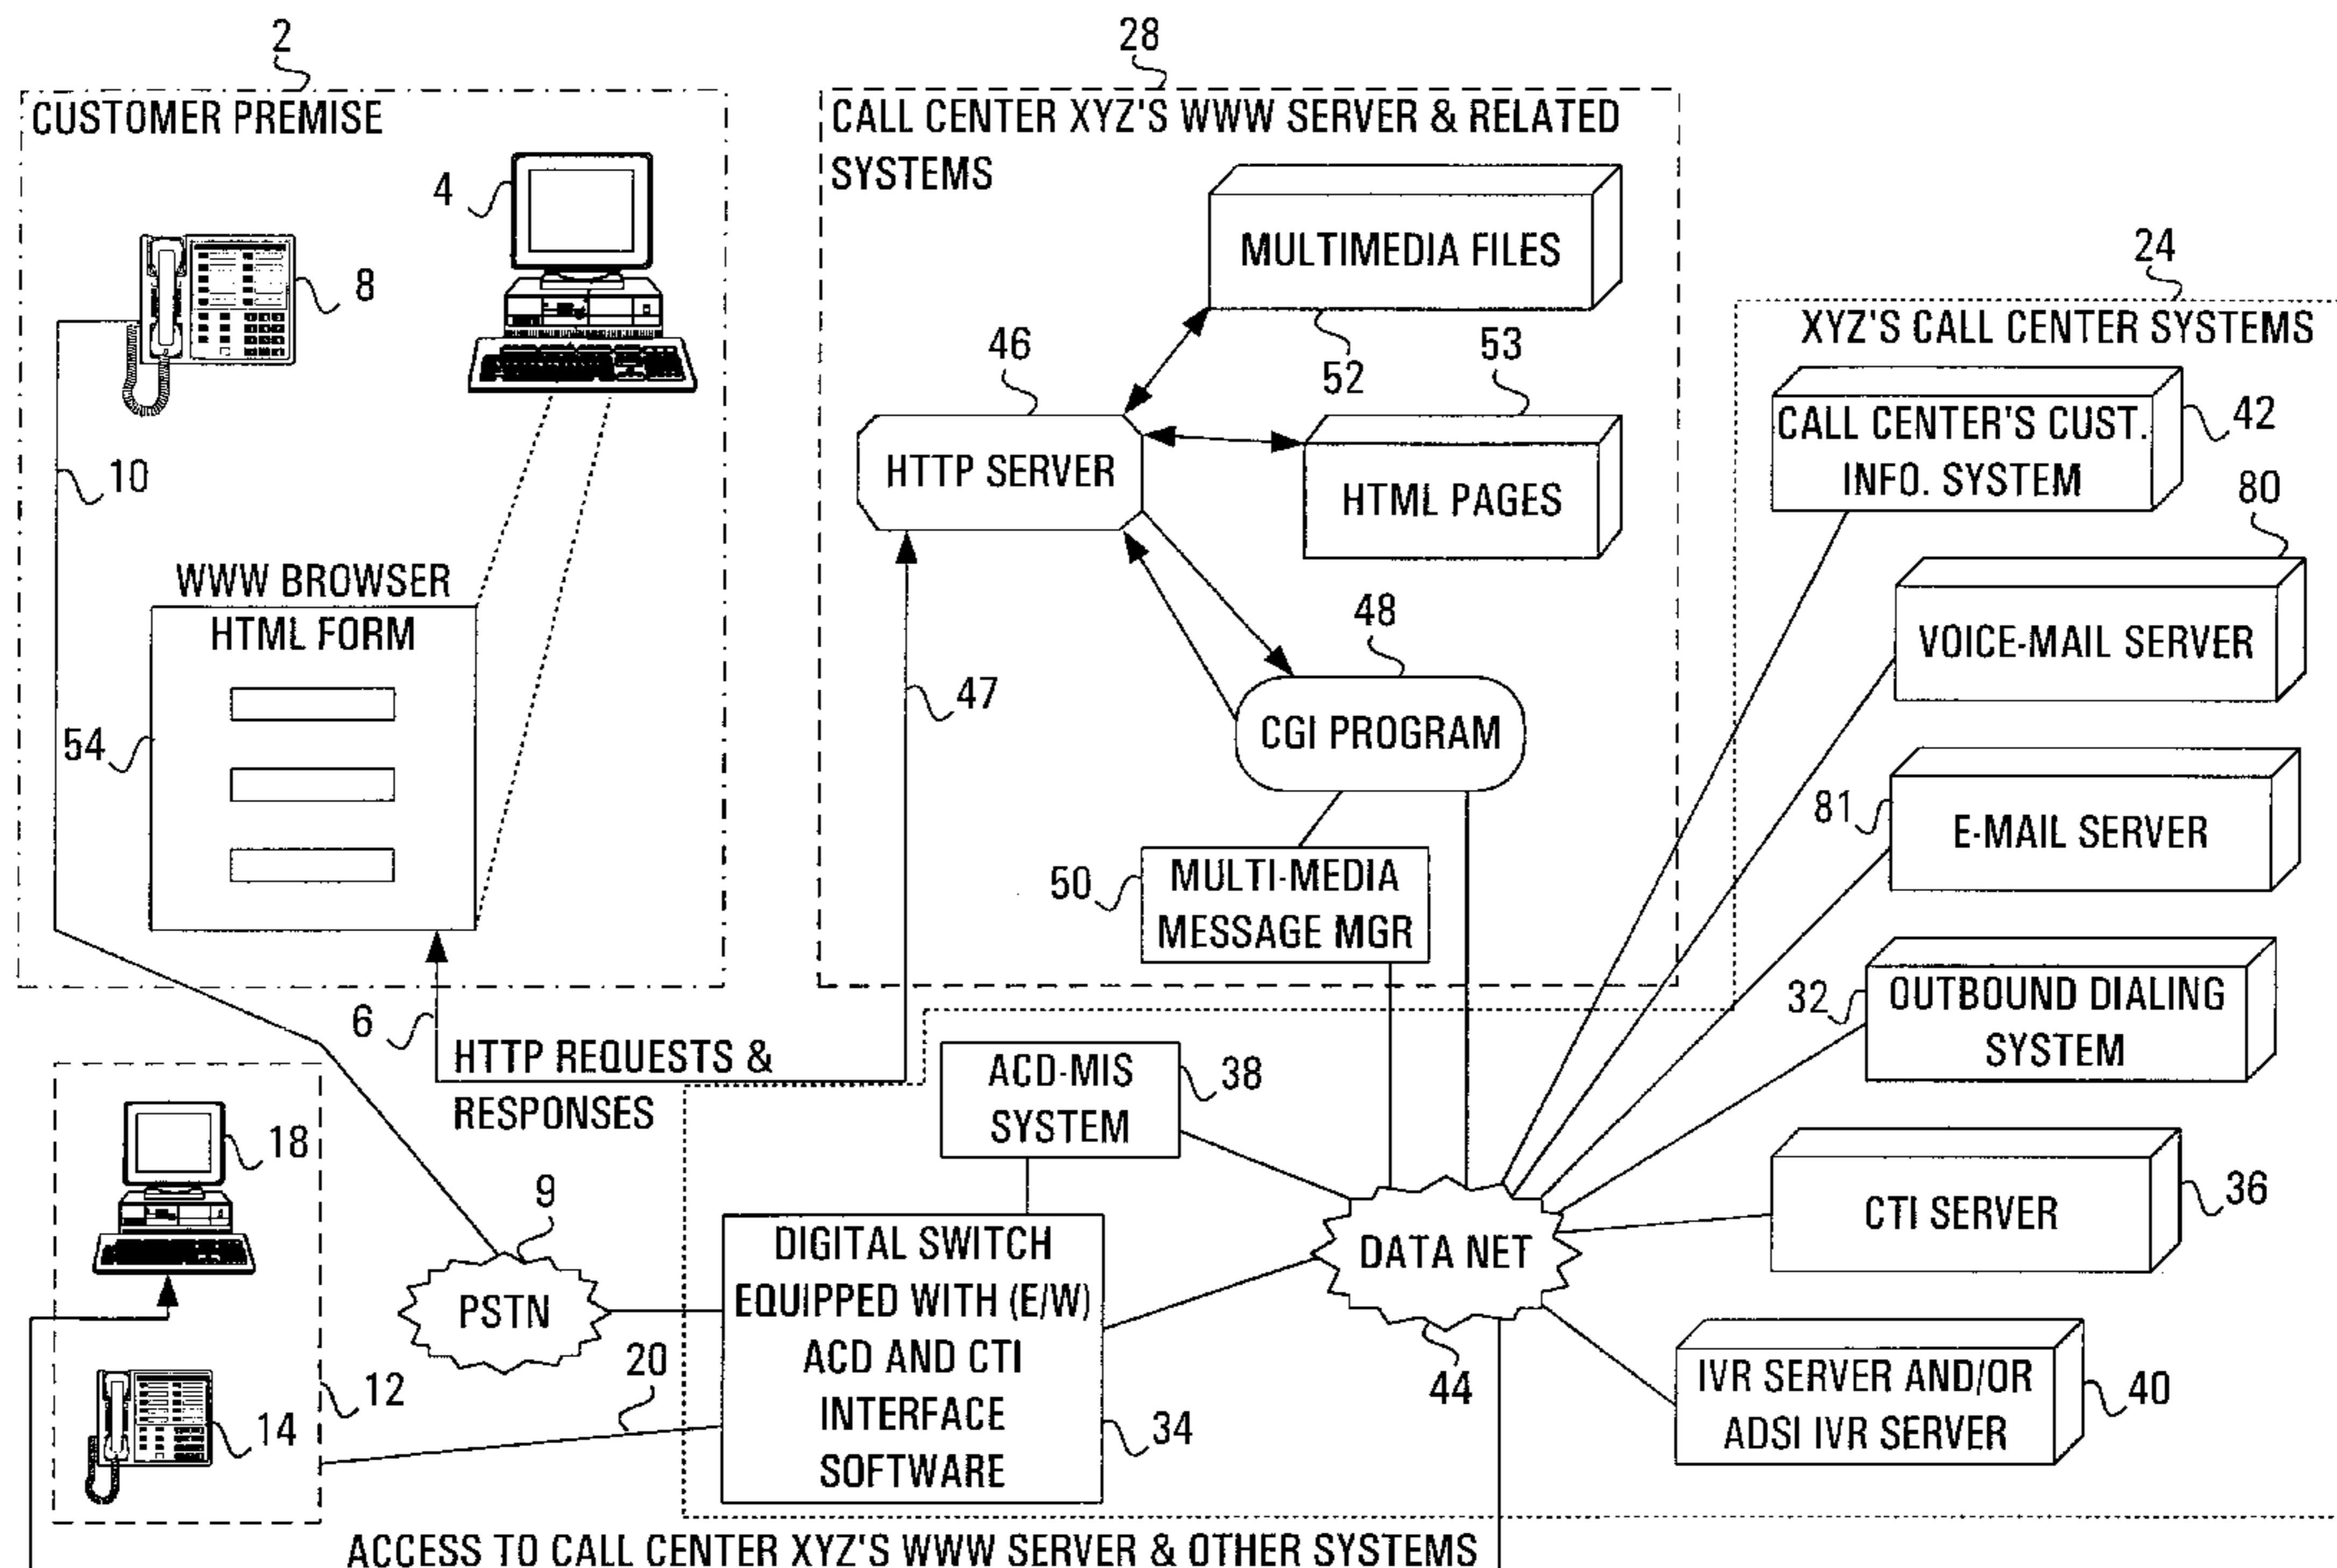 2
28
CUSTOMER PREMISE
CALL CENTER XYZ'S WWW SERVER & RELATED
SYSTEMS
4
8
MULTIMEDIA FILES
24
XYZ'S CALL CENTER SYSTEMS
46
52
53
CALL CENTER'S CUST.
INFO. SYSTEM
42
10
HTTP SERVER
HTML PAGES
80
WWW BROWSER
HTML FORM
48
VOICE-MAIL SERVER
54
47
CGI PROGRAM
81
E-MAIL SERVER
50
MULTI-MEDIA
MESSAGE MGR
32
OUTBOUND DIALING
SYSTEM
6
HTTP REQUESTS &
RESPONSES
ACD-MIS
SYSTEM
38
18
9
PSTN
DIGITAL SWITCH
EQUIPPED WITH (E/W)
ACD AND CTI
INTERFACE
SOFTWARE
DATA NET
CTI SERVER
36
20
12
14
34
44
IVR SERVER AND/OR
ADSI IVR SERVER
40
ACCESS TO CALL CENTER XYZ'S WWW SERVER & OTHER SYSTEMS